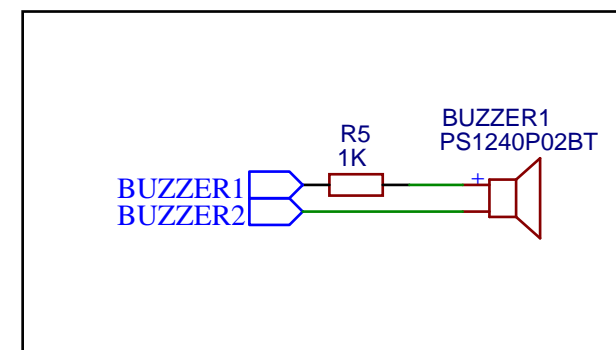 BUZZER1
PS1240P02BT
R5
1K
BUZZER1
BUZZER2
+